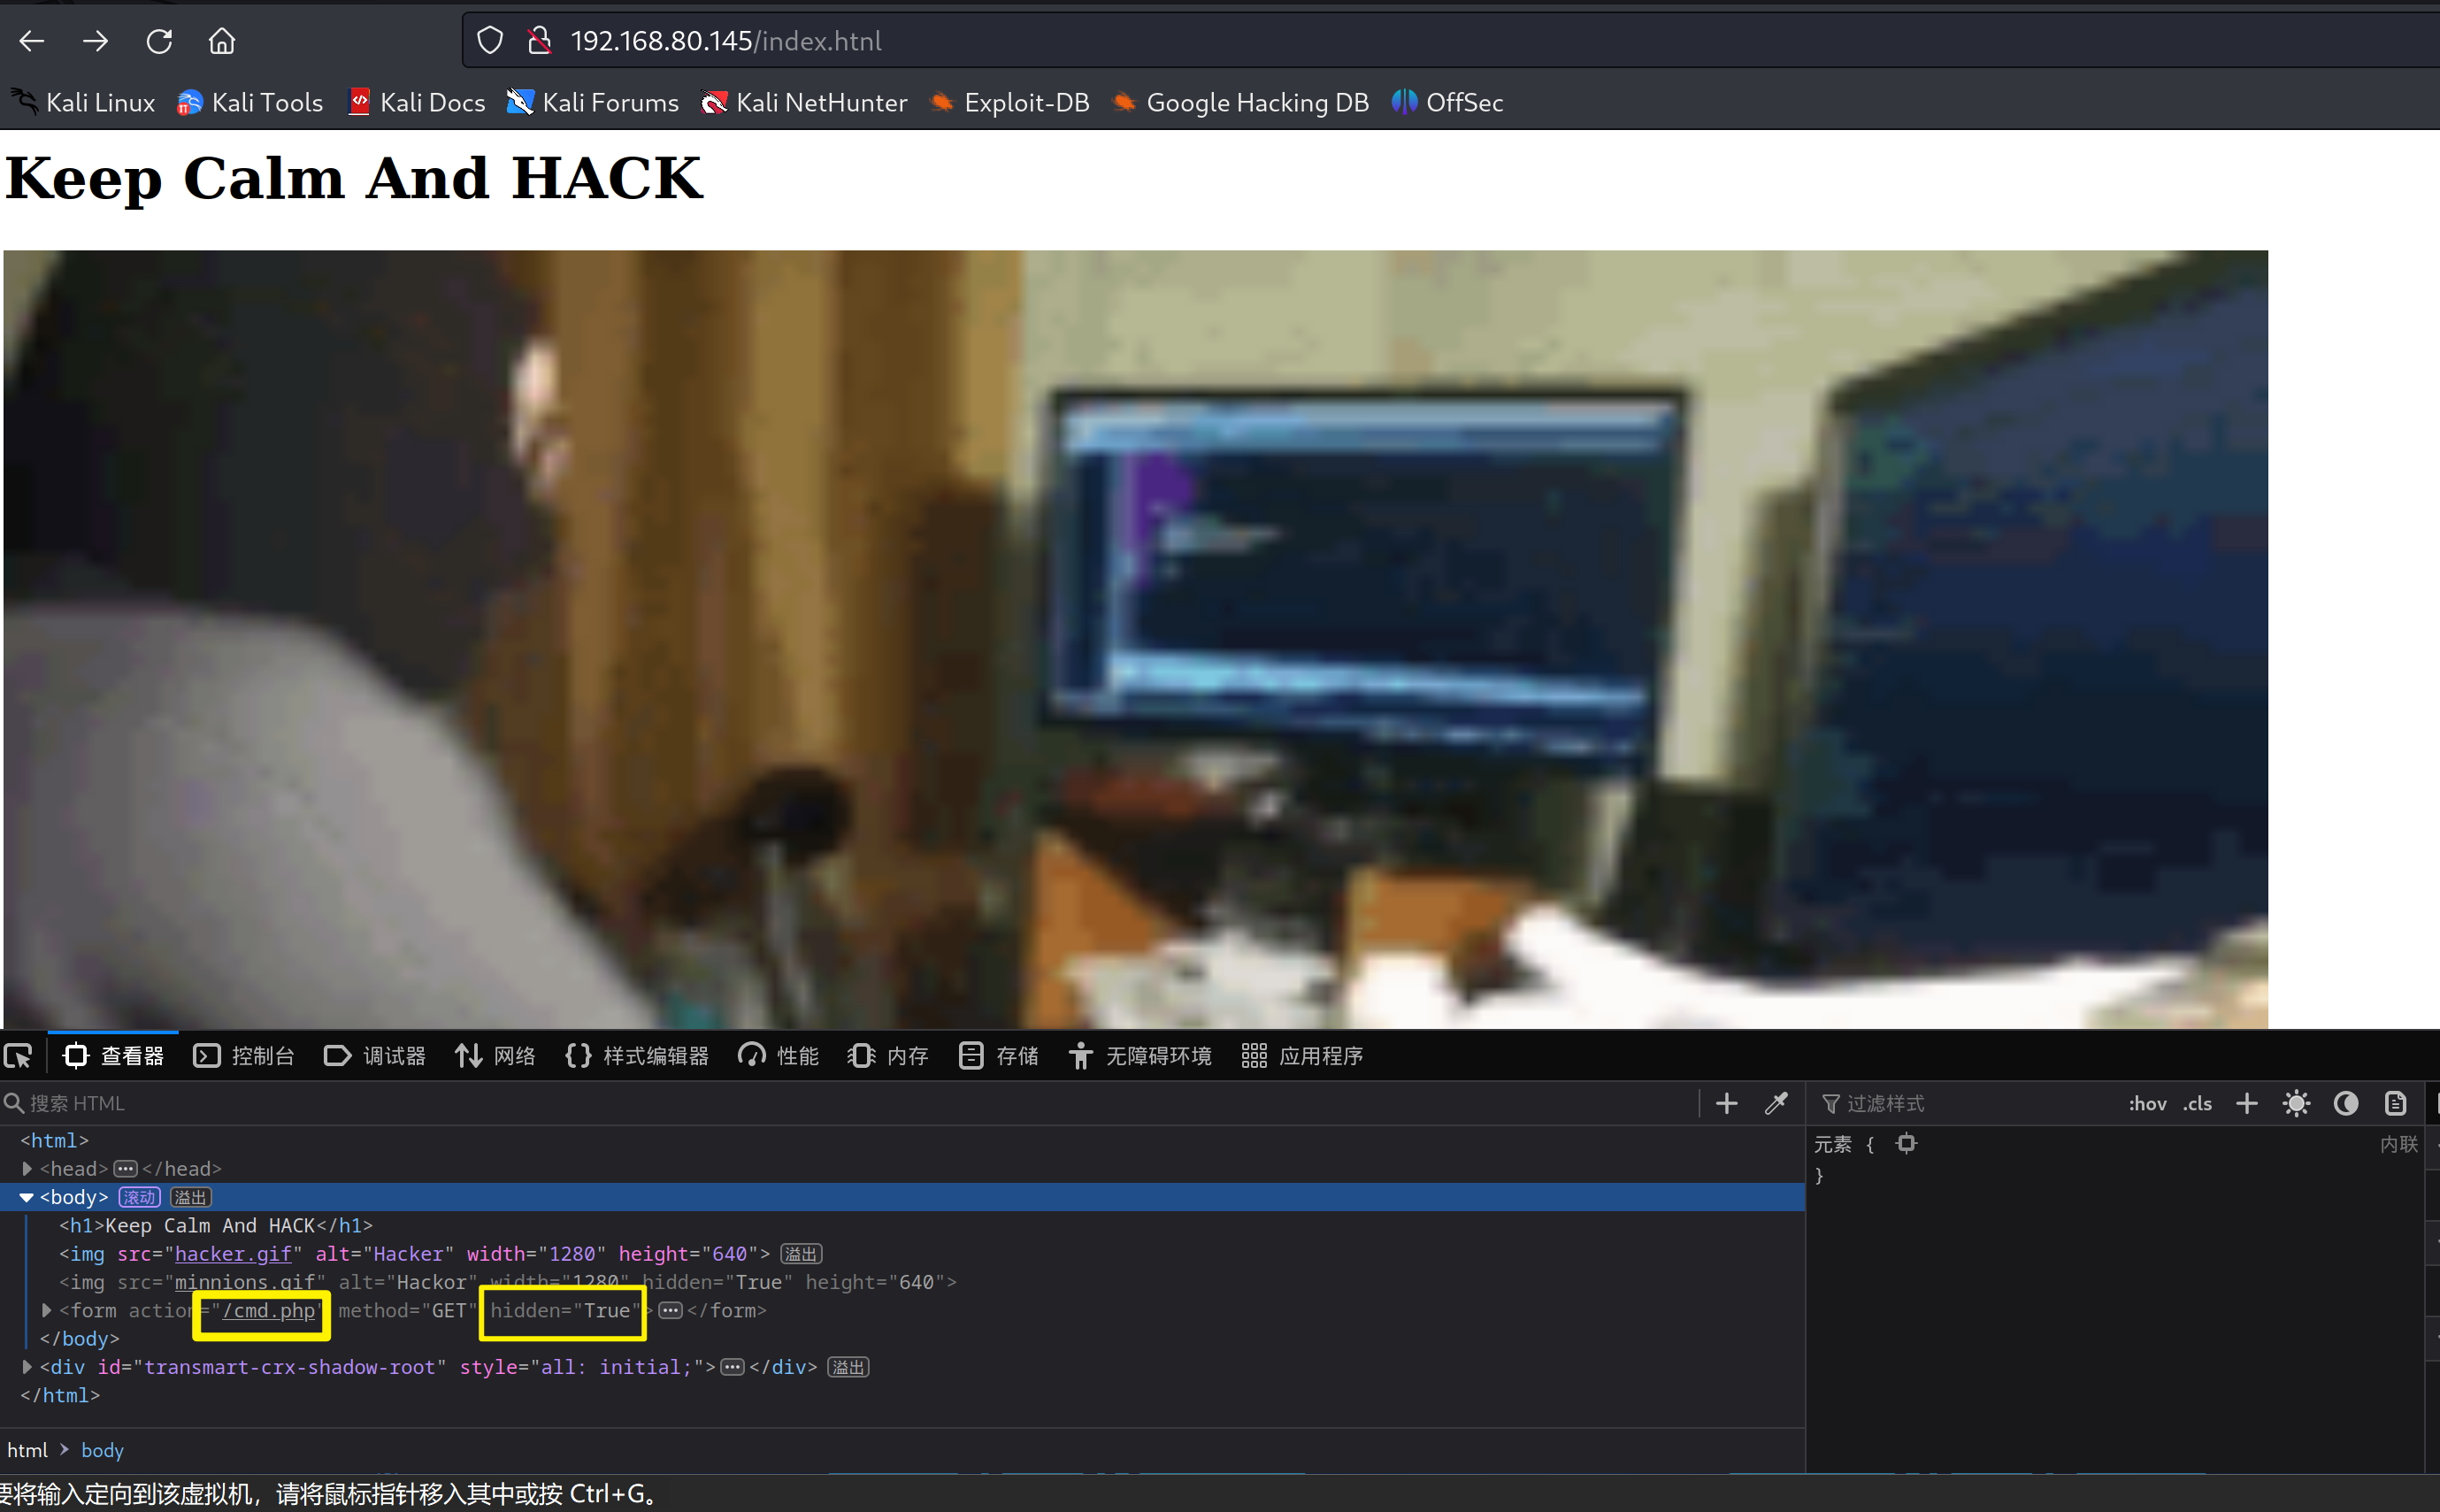 192.168.80.145/index.htnl
Kali Linux Kali Tools Kali Docs Kali Forums Kali NetHunter Exploit-DB Google Hacking DB OffSec
Keep Calm And HACK
查看器 控制台 调试器 网络 {} 样式编辑器 性能 内存 存储 无障碍环境 应用程序
搜索 HTML
过滤样式 :hov .cls
<html>
<head></head>
<body> 滚动 溢出
<h1>Keep Calm And HACK</h1>
<img src="hacker.gif" alt="Hacker" width="1280" height="640"> 溢出
<img src="minnions.gif" alt="Hackor" width="1280" hidden="True" height="640">
<form action="/cmd.php" method="GET" hidden="True"></form>
</body>
<div id="transmart-crx-shadow-root" style="all: initial;"></div> 溢出
</html>
元素 { 内联
}
html body
要将输入定向到该虚拟机，请将鼠标指针移入其中或按 Ctrl+G。